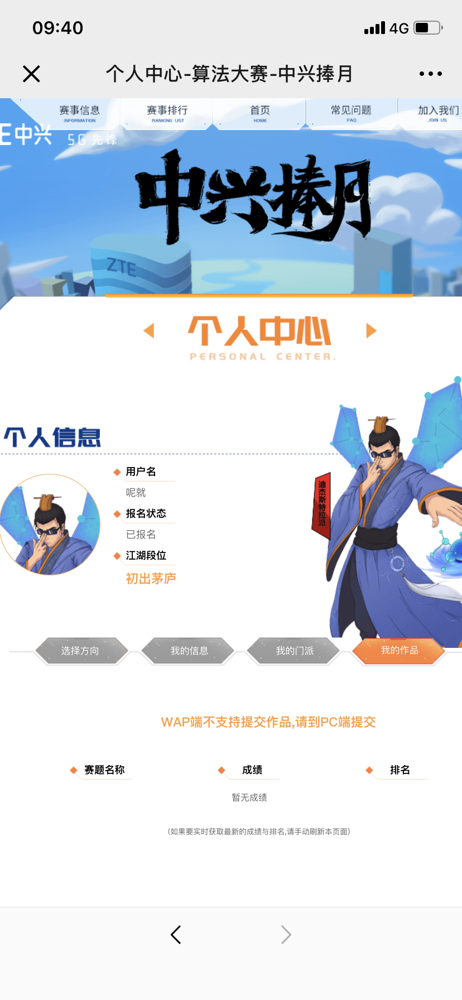 09:40
4G
个人中心-算法大赛-中兴捧月
赛事信息 赛事排行 首页 常见问题 加入我们
INFORMATION RANKING LIST HOME FAQ JOIN US
E中兴 5G先锋
中兴捧月
ZTE
个人中心
PERSONAL CENTER.
个人信息
用户名
呢就
报名状态
已报名
江湖段位
初出茅庐
迪杰斯特拉派
选择方向 我的信息 我的门派 我的作品
WAP端不支持提交作品,请到PC端提交
赛题名称 成绩 排名
暂无成绩
(如果要实时获取最新的成绩与排名,请手动刷新本页面)